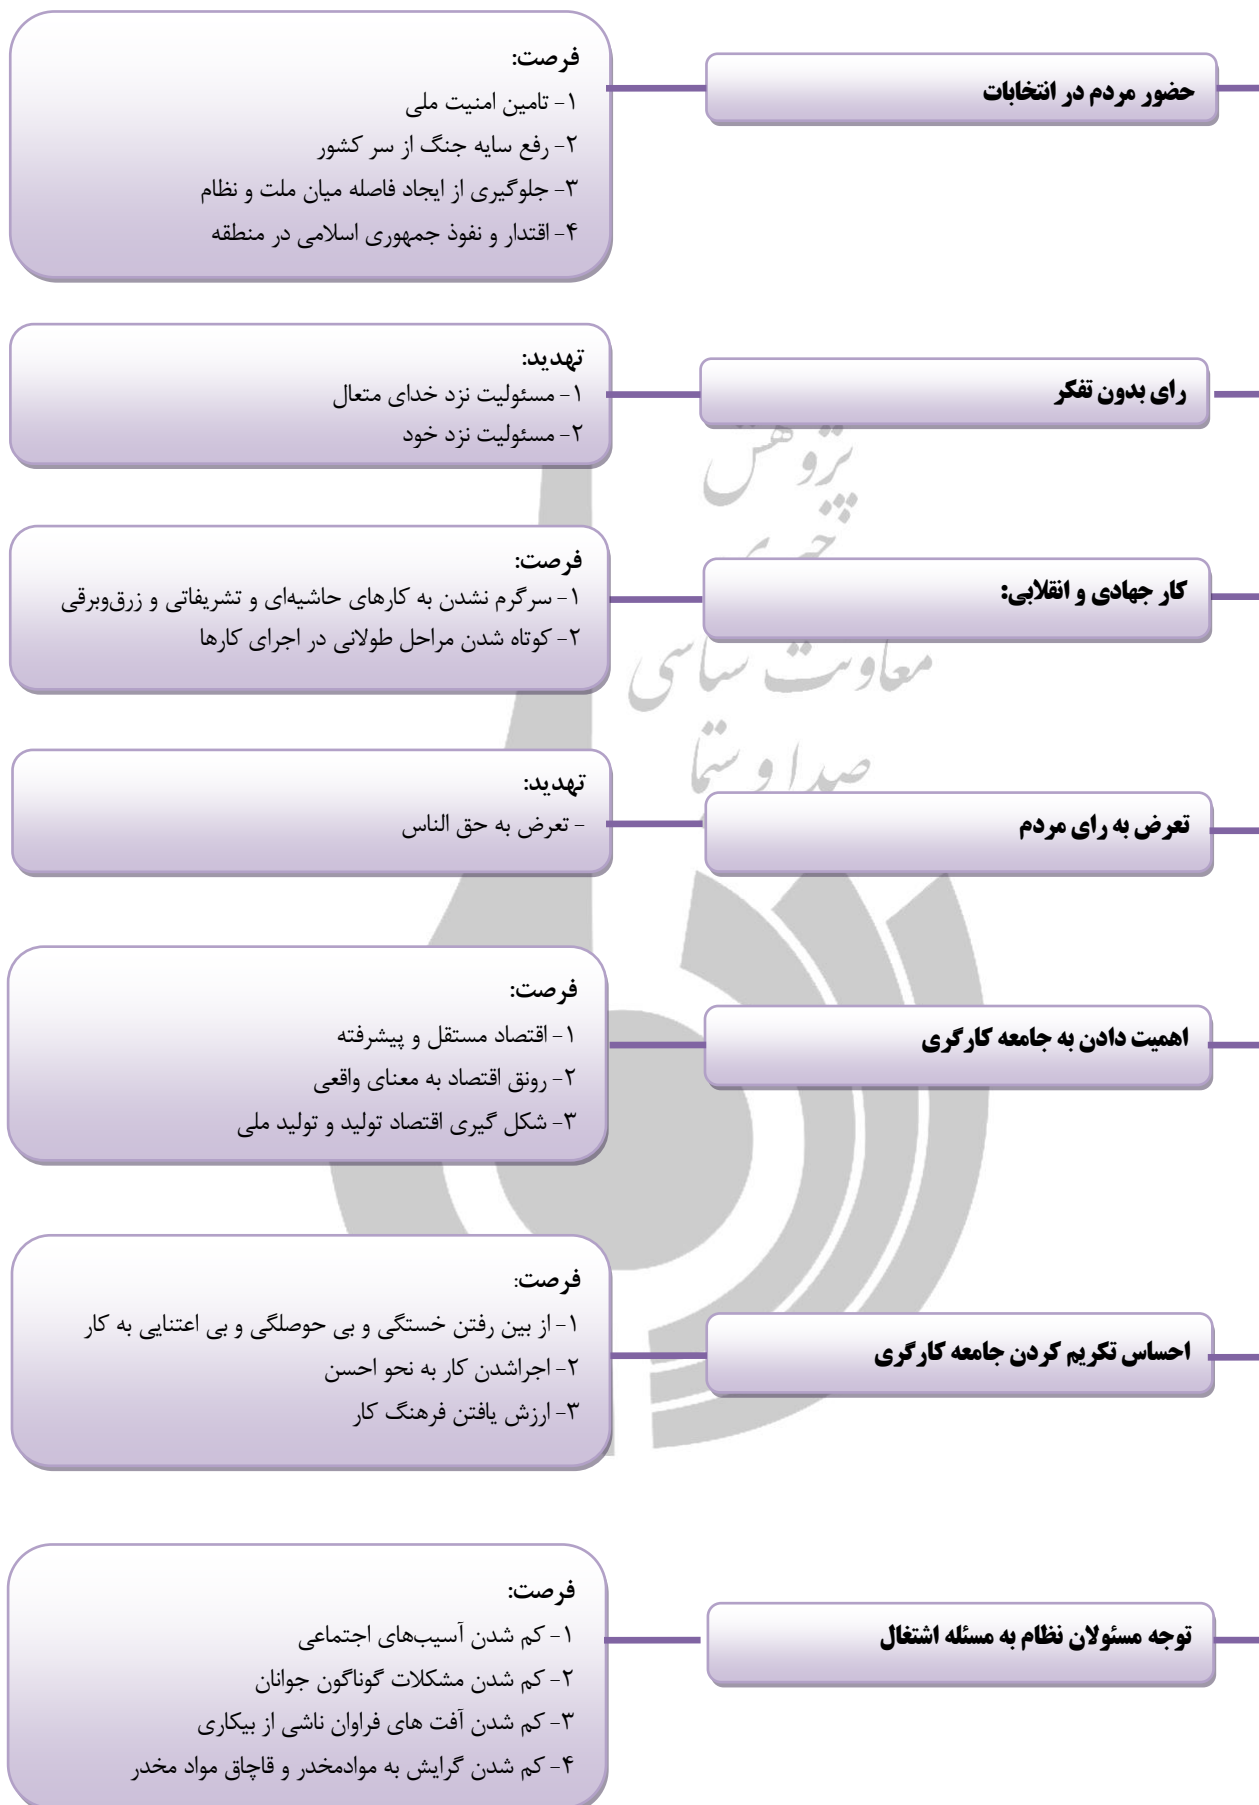 حضور مردم در انتخابات
فرصت:
۱- تامین امنیت ملی
۲- رفع سایه جنگ از سر کشور
۳- جلوگیری از ایجاد فاصله میان ملت و نظام
۴- اقتدار و نفوذ جمهوری اسلامی در منطقه
رای بدون تفکر
تهدید:
۱- مسئولیت نزد خدای متعال
۲- مسئولیت نزد خود
پژوهش
خبری
کار جهادی و انقلابی:
فرصت:
۱- سرگرم نشدن به کارهای حاشیه‌ای و تشریفاتی و زرق‌وبرقی
۲- کوتاه شدن مراحل طولانی در اجرای کارها
معاونت سیاسی
صدا و سیما
تعرض به رای مردم
تهدید:
- تعرض به حق الناس
اهمیت دادن به جامعه کارگری
فرصت:
۱- اقتصاد مستقل و پیشرفته
۲- رونق اقتصاد به معنای واقعی
۳- شکل گیری اقتصاد تولید و تولید ملی
احساس تکریم کردن جامعه کارگری
فرصت:
۱- از بین رفتن خستگی و بی حوصلگی و بی اعتنایی به کار
۲- اجراشدن کار به نحو احسن
۳- ارزش یافتن فرهنگ کار
توجه مسئولان نظام به مسئله اشتغال
فرصت:
۱- کم شدن آسیب‌های اجتماعی
۲- کم شدن مشکلات گوناگون جوانان
۳- کم شدن آفت های فراوان ناشی از بیکاری
۴- کم شدن گرایش به موادمخدر و قاچاق مواد مخدر